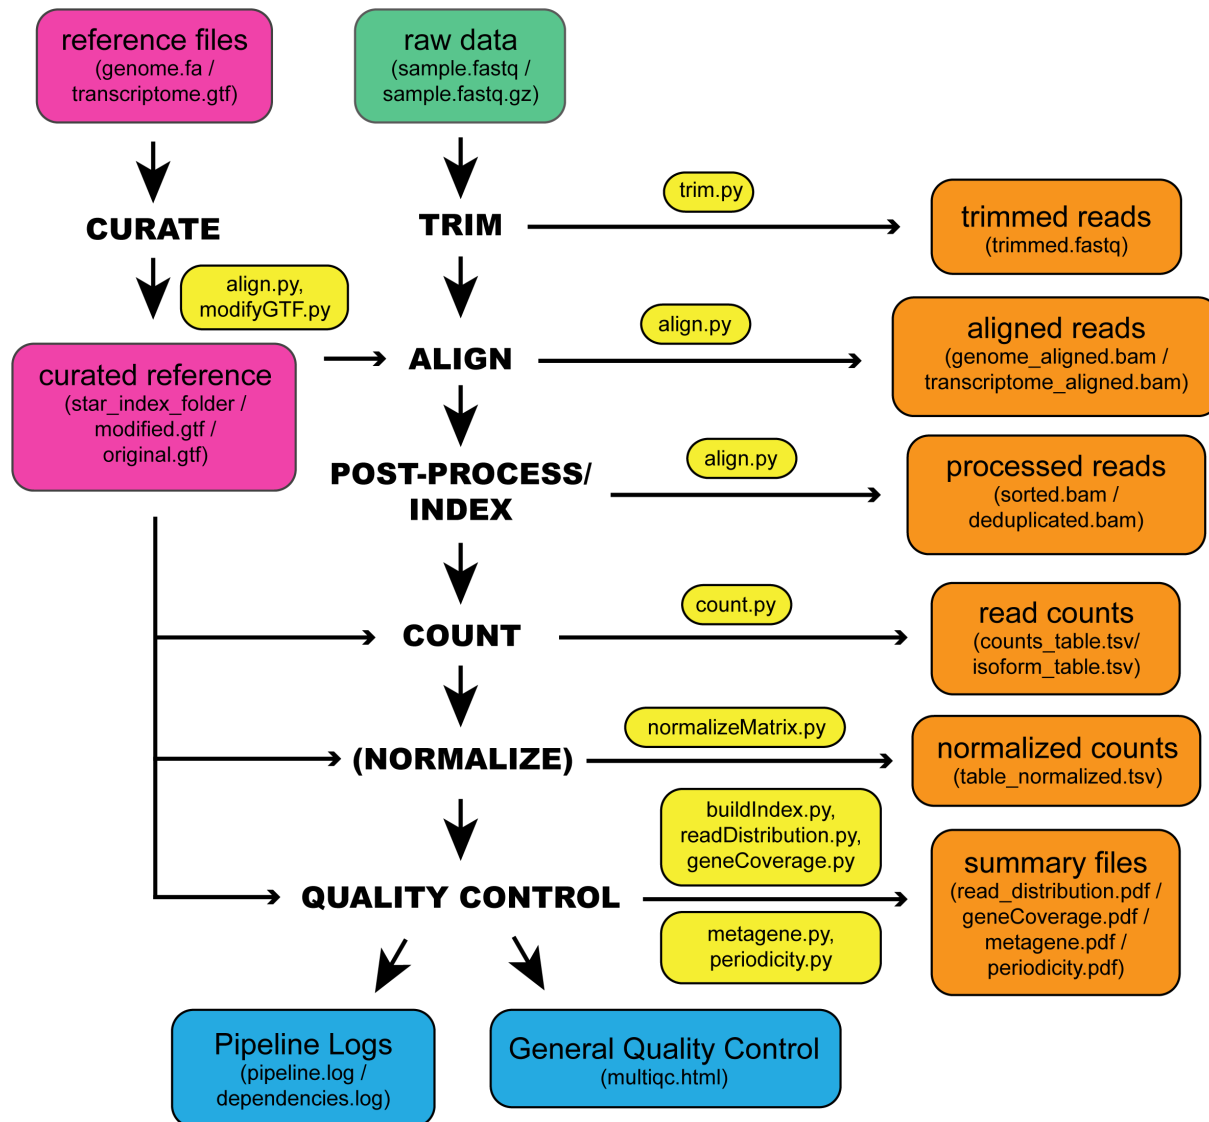 reference files
(genome.fa /
transcriptome.gtf)
raw data
(sample.fastq /
sample.fastq.gz)
CURATE
TRIM
trim.py
trimmed reads
(trimmed.fastq)
align.py,
modifyGTF.py
curated reference
(star_index_folder /
modified.gtf /
original.gtf)
ALIGN
align.py
aligned reads
(genome_aligned.bam /
transcriptome_aligned.bam)
POST-PROCESS/
INDEX
align.py
processed reads
(sorted.bam /
deduplicated.bam)
COUNT
count.py
read counts
(counts_table.tsv/
isoform_table.tsv)
(NORMALIZE)
normalizeMatrix.py
normalized counts
(table_normalized.tsv)
QUALITY CONTROL
buildIndex.py,
readDistribution.py,
geneCoverage.py
metagene.py,
periodicity.py
summary files
(read_distribution.pdf /
geneCoverage.pdf /
metagene.pdf /
periodicity.pdf)
Pipeline Logs
(pipeline.log /
dependencies.log)
General Quality Control
(multiqc.html)